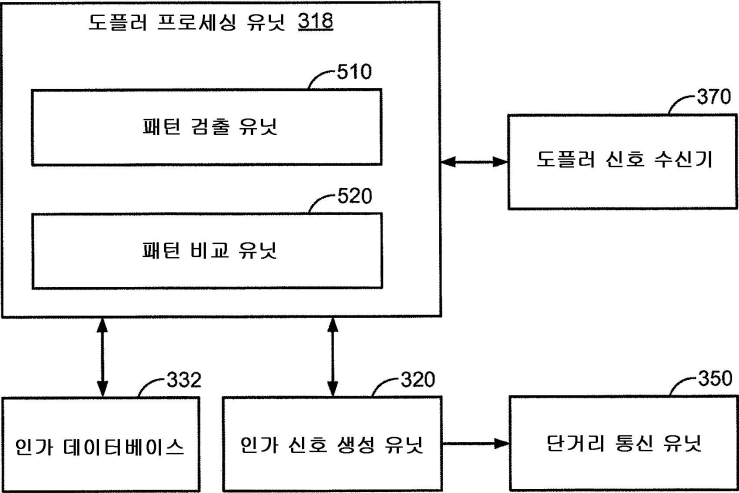 도플러 프로세싱 유닛 318
510
패턴 검출 유닛
370
도플러 신호 수신기
520
패턴 비교 유닛
332
인가 데이터베이스
320
인가 신호 생성 유닛
350
단거리 통신 유닛